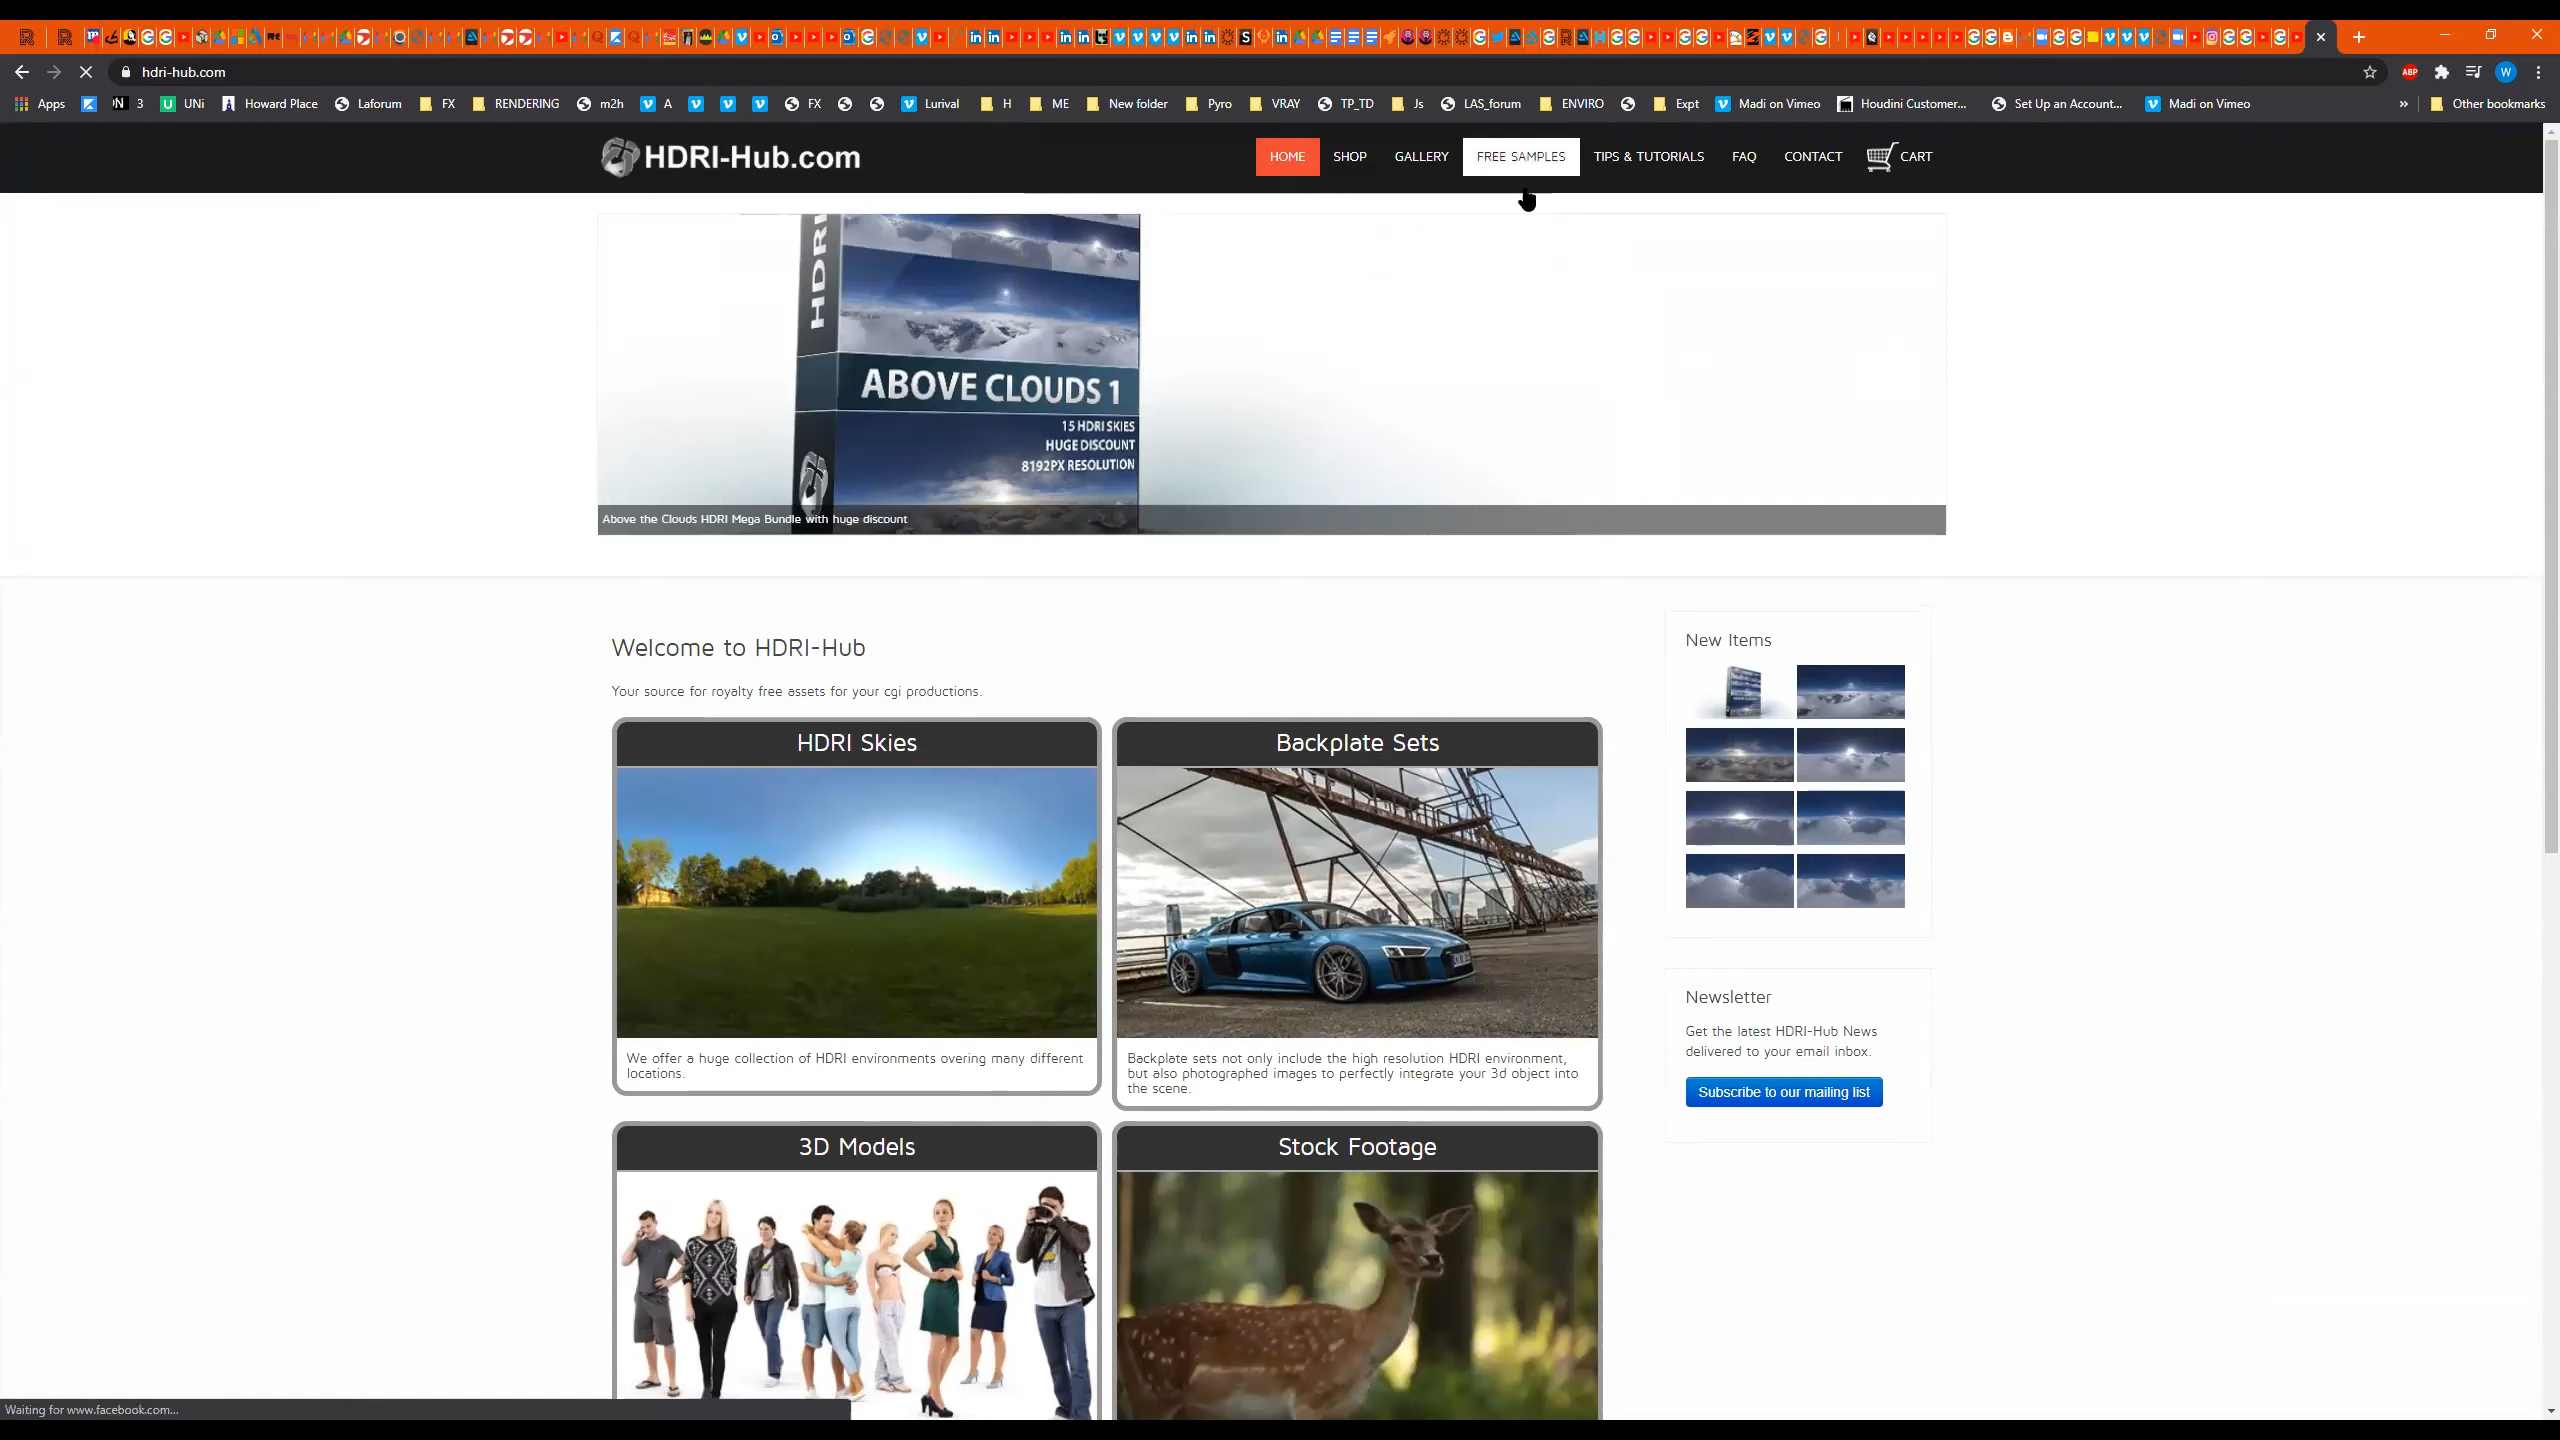 hdri-hub.com
Apps
3
UNi
Howard Place
Laforum
FX
RENDERING
m2h
A
FX
Lurival
H
ME
New folder
Pyro
VRAY
TP_TD
Js
LAS_forum
ENVIRO
Expt
Madi on Vimeo
Houdini Customer...
Set Up an Account...
Madi on Vimeo
»
Other bookmarks
ABP
W
HDRI-Hub.com
HOME
SHOP
GALLERY
FREE SAMPLES
TIPS & TUTORIALS
FAQ
CONTACT
CART
HDRI
ABOVE CLOUDS 1
15 HDRI SKIES
HUGE DISCOUNT
8192PX RESOLUTION
Above the Clouds HDRI Mega Bundle with huge discount
Welcome to HDRI-Hub
Your source for royalty free assets for your cgi productions.
HDRI Skies
We offer a huge collection of HDRI environments overing many different
locations.
Backplate Sets
Backplate sets not only include the high resolution HDRI environment,
but also photographed images to perfectly integrate your 3d object into
the scene.
3D Models
Stock Footage
New Items
Newsletter
Get the latest HDRI-Hub News
delivered to your email inbox.
Subscribe to our mailing list
Waiting for www.facebook.com...